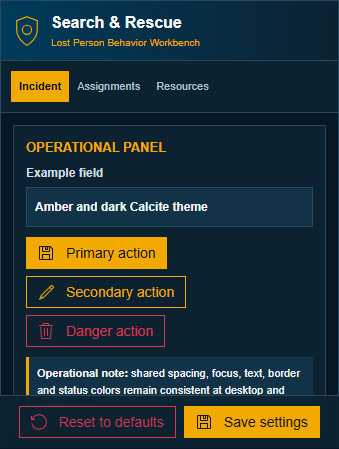 Search & Rescue
Lost Person Behavior Workbench
Incident Assignments Resources
OPERATIONAL PANEL
Example field
Amber and dark Calcite theme
Primary action
Secondary action
Danger action
Operational note: shared spacing, focus, text, border
and status colors remain consistent at desktop and
Reset to defaults Save settings